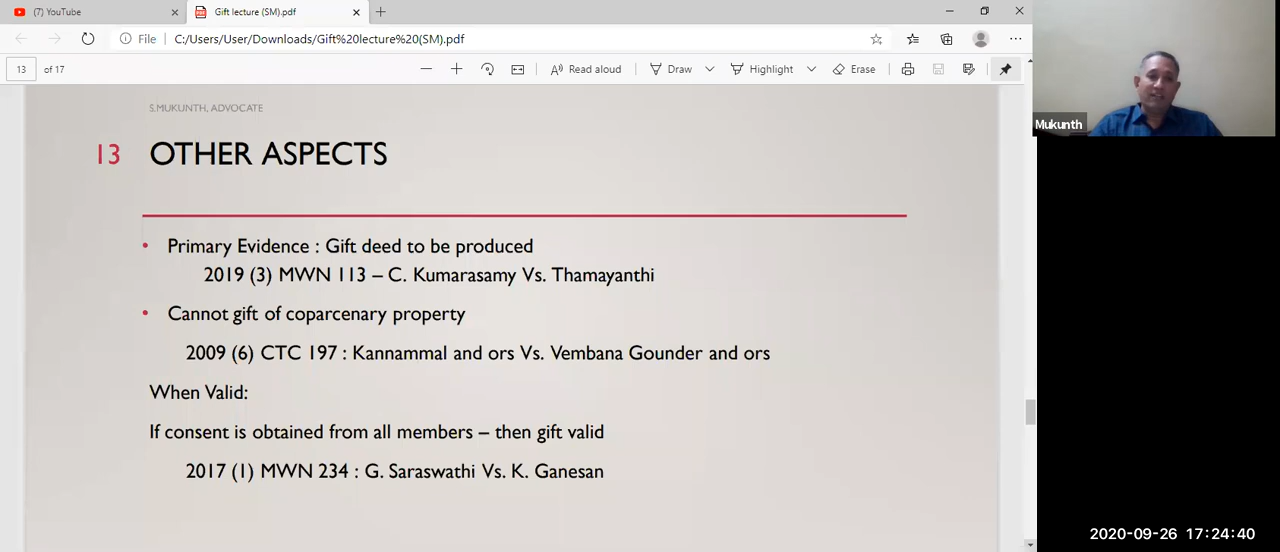 (7) YouTube
Gift lecture (SM).pdf
File C:/Users/User/Downloads/Gift%20lecture%20(SM).pdf
13 of 17
Read aloud Draw Highlight Erase
Mukunth
S.MUKUNTH, ADVOCATE
13 OTHER ASPECTS
• Primary Evidence : Gift deed to be produced
2019 (3) MWN 113 – C. Kumarasamy Vs. Thamayanthi
• Cannot gift of coparcenary property
2009 (6) CTC 197 : Kannammal and ors Vs. Vembana Gounder and ors
When Valid:
If consent is obtained from all members – then gift valid
2017 (1) MWN 234 : G. Saraswathi Vs. K. Ganesan
2020-09-26 17:24:40